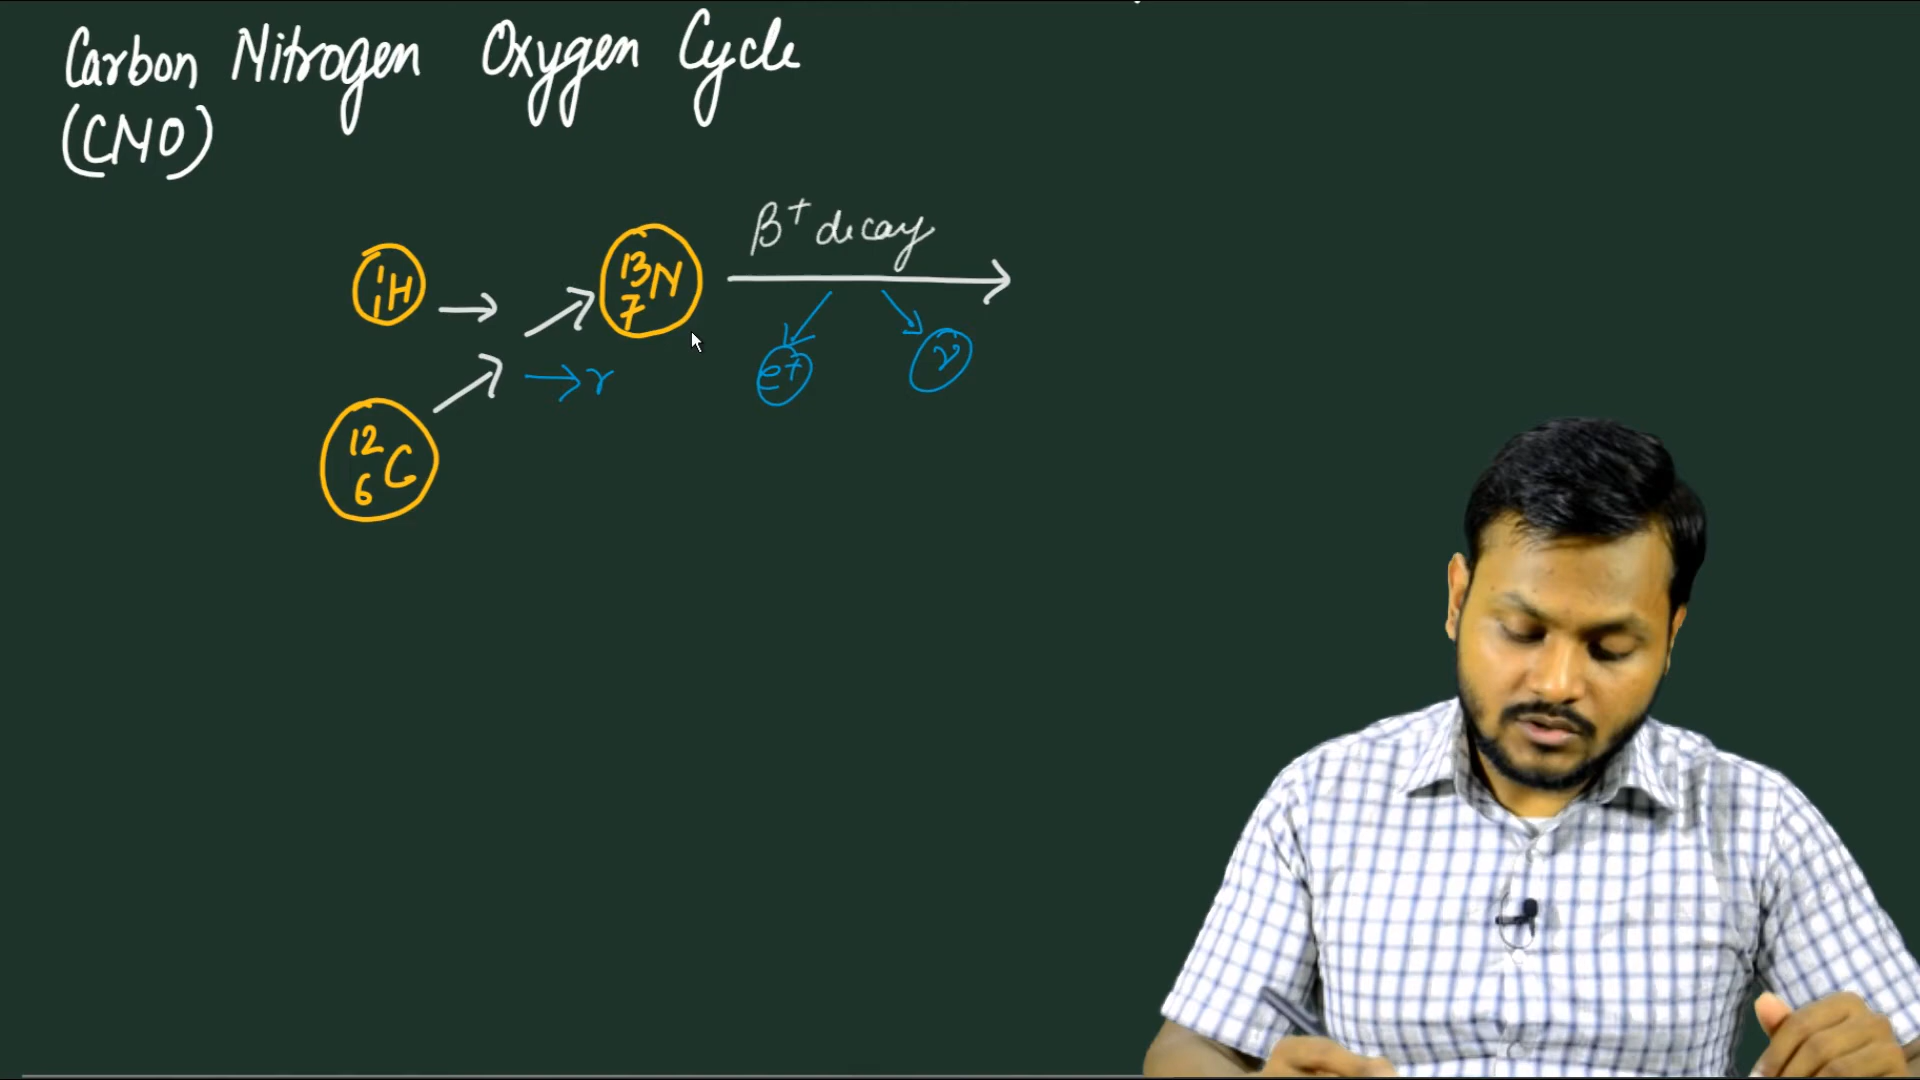 Carbon Nitrogen Oxygen Cycle
(CNO)
β⁺ decay
¹₁H
¹³₇N
e⁺
ν
γ
¹²₆C